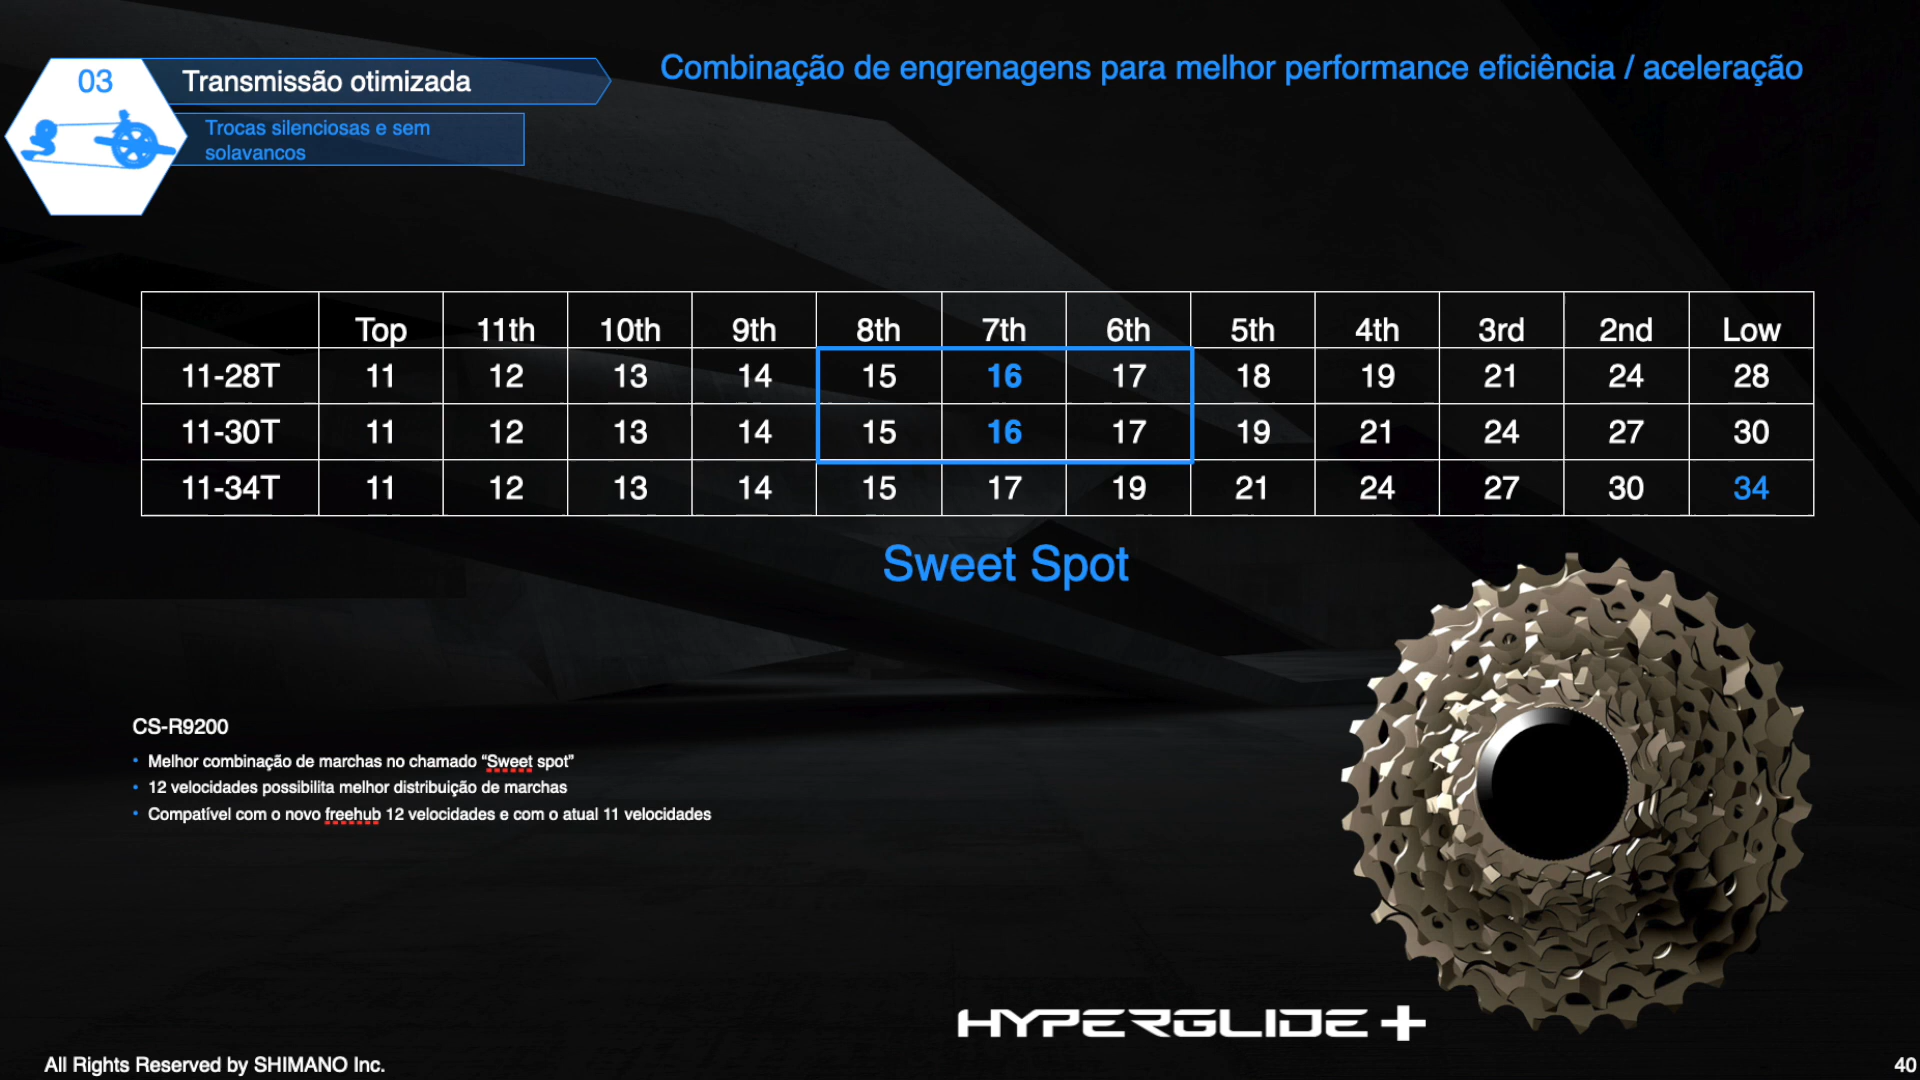 03
Transmissão otimizada
Trocas silenciosas e sem
solavancos
Combinação de engrenagens para melhor performance eficiência / aceleração
Top 11th 10th 9th 8th 7th 6th 5th 4th 3rd 2nd Low
11-28T 11 12 13 14 15 16 17 18 19 21 24 28
11-30T 11 12 13 14 15 16 17 19 21 24 27 30
11-34T 11 12 13 14 15 17 19 21 24 27 30 34
Sweet Spot
CS-R9200
• Melhor combinação de marchas no chamado “Sweet spot”
• 12 velocidades possibilita melhor distribuição de marchas
• Compatível com o novo freehub 12 velocidades e com o atual 11 velocidades
HYPERGLIDE +
All Rights Reserved by SHIMANO Inc.
40